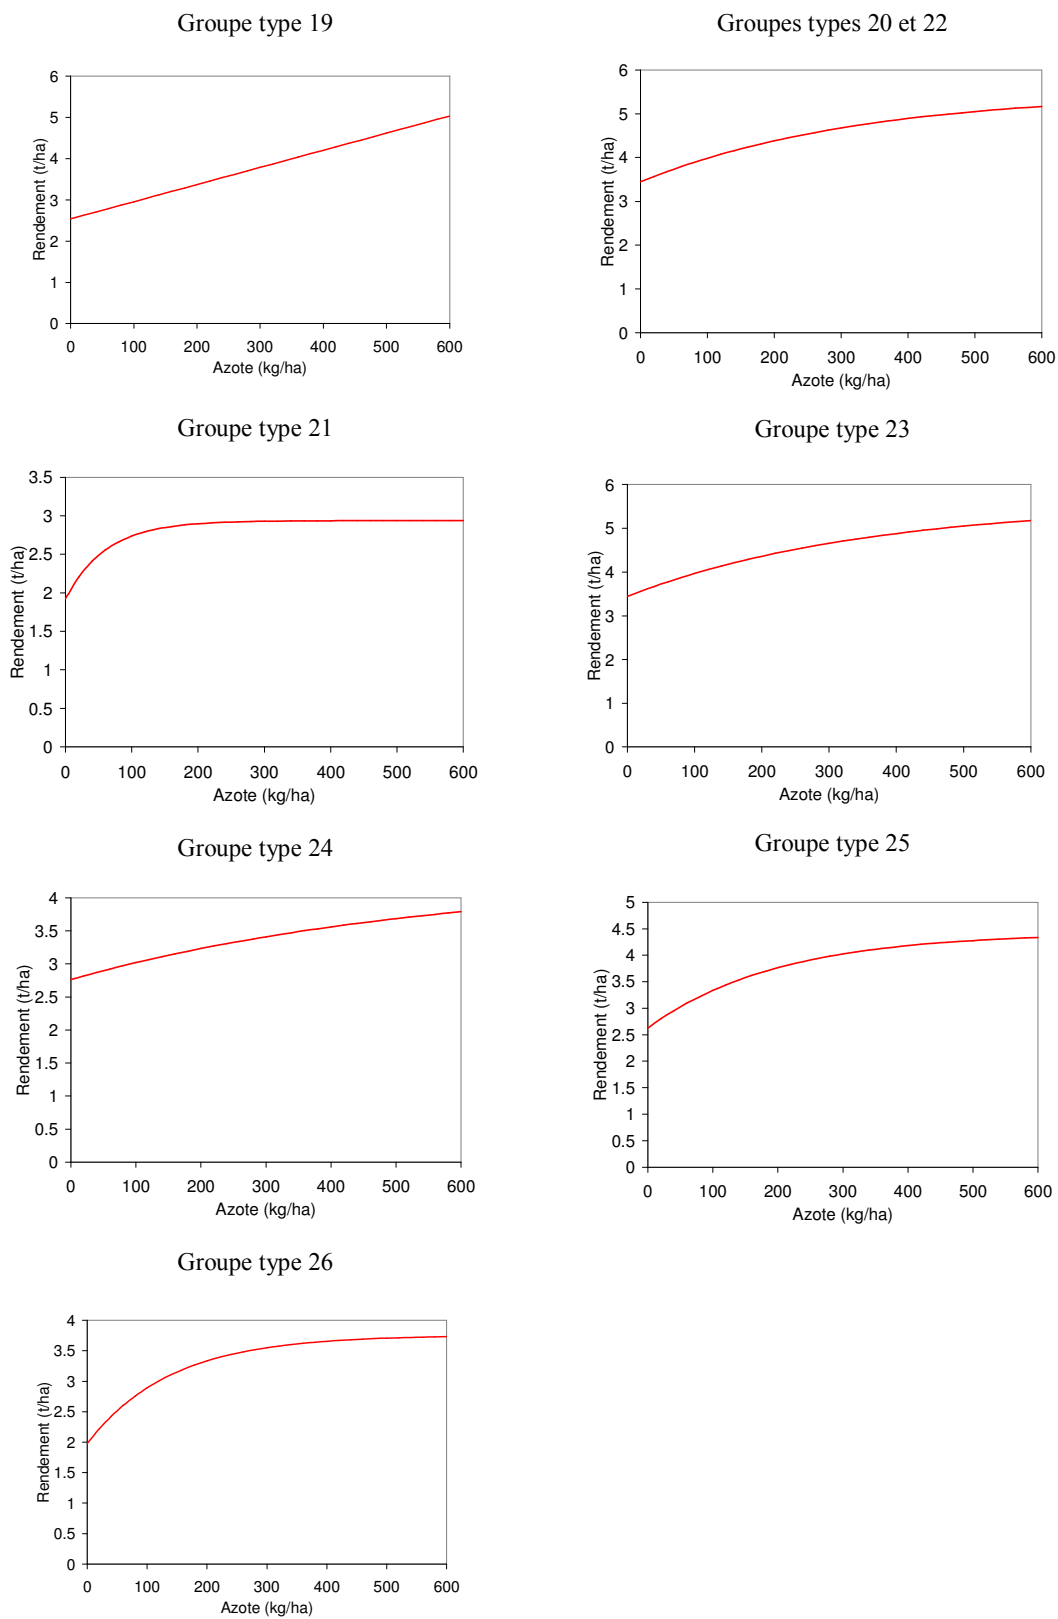 Groupe type 19
6
5
4
3
2
1
0
Rendement (t/ha)
0 100 200 300 400 500 600
Azote (kg/ha)
Groupes types 20 et 22
6
5
4
3
2
1
0
Rendement (t/ha)
0 100 200 300 400 500 600
Azote (kg/ha)
Groupe type 21
3.5
3
2.5
2
1.5
1
0.5
0
Rendement (t/ha)
0 100 200 300 400 500 600
Azote (kg/ha)
Groupe type 23
6
5
4
3
2
1
0
Rendement (t/ha)
0 100 200 300 400 500 600
Azote (kg/ha)
Groupe type 24
4
3.5
3
2.5
2
1.5
1
0.5
0
Rendement (t/ha)
0 100 200 300 400 500 600
Azote (kg/ha)
Groupe type 25
5
4.5
4
3.5
3
2.5
2
1.5
1
0.5
0
Rendement (t/ha)
0 100 200 300 400 500 600
Azote (kg/ha)
Groupe type 26
4
3.5
3
2.5
2
1.5
1
0.5
0
Rendement (t/ha)
0 100 200 300 400 500 600
Azote (kg/ha)